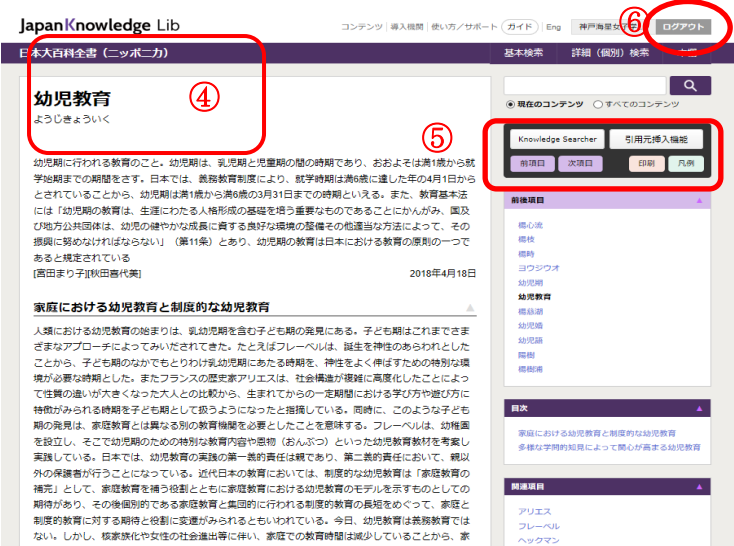 JapanKnowledge Lib
コンテンツ 導入機関 使い方／サポート ガイド Eng 神戸海星女子 ⑥ ログアウト
日本大百科全書（ニッポニカ） 基本検索 詳細（個別）検索
幼児教育 ④
ようじきょういく
現在のコンテンツ すべてのコンテンツ
⑤
Knowledge Searcher 引用元挿入機能
前項目 次項目 印刷 凡例
幼児期に行われる教育のこと。幼児期は、乳児期と児童期の間の時期であり、おおよそは満1歳から就
学始期までの期間をさす。日本では、義務教育制度により、就学時期は満6歳に達した年の4月1日から
とされていることから、幼児期は満1歳から満6歳の3月31日までの時期といえる。また、教育基本法
には「幼児期の教育は、生涯にわたる人格形成の基礎を培う重要なものであることにかんがみ、国及
び地方公共団体は、幼児の健やかな成長に資する良好な環境の整備その他適当な方法によって、その
振興に努めなければならない」（第11条）とあり、幼児期の教育は日本における教育の原則の一つで
あると規定されている
[宮田まり子][秋田喜代美] 2018年4月18日
家庭における幼児教育と制度的な幼児教育
人類における幼児教育の始まりは、乳幼児期を含む子ども期の発見にある。子ども期はこれまでさま
ざまなアプローチによってみいだされてきた。たとえばフレーベルは、誕生を神性のあらわれとした
ことから、子ども期のなかでもとりわけ乳幼児期にあたる時期を、神性をよく伸ばすための特別な環
境が必要な時期とした。またフランスの歴史家アリエスは、社会構造が複雑に高度化したことによっ
て性質の違いが大きくなった大人との比較から、生まれてからの一定期間における学び方や遊び方に
特徴がみられる時期を子ども期として扱うようになったと指摘している。同時に、このような子ども
期の発見は、家庭教育とは異なる別の教育機関を必要としたことを意味する。フレーベルは、幼稚園
を設立し、そこで幼児期のための特別な教育内容や恩物（おんぶつ）といった幼児教育教材を考案し
実践している。日本では、幼児教育の実践の第一義的責任は親であり、第二義的責任において、親以
外の保護者が行うことになっている。近代日本の教育においては、制度的な幼児教育は「家庭教育の
補完」として、家庭教育を補う役割とともに家庭教育における幼児教育のモデルを示すものとしての
期待があり、その後個別的である家庭教育と集団的に行われる制度的教育の長短をめぐって、家庭と
制度的教育に対する期待と役割に変遷がみられるともいわれている。今日、幼児教育は義務教育では
ない。しかし、核家族化や女性の社会進出等に伴い、家庭での教育時間は減少していることから、家
前後項目
楊心流
楊枝
楊時
ヨウジウオ
幼児期
幼児教育
幼児婚
幼児語
陽樹
楊樹浦
目次
家庭における幼児教育と制度的な幼児教育
多様な学問的知見によって関心が高まる幼児教育
関連項目
アリエス
フレーベル
ヘックマン